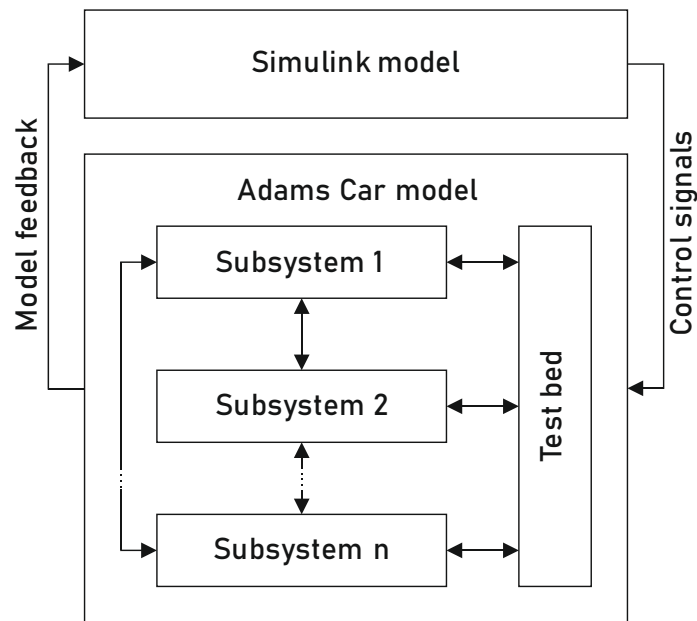 Simulink model
Model feedback
Control signals
Adams Car model
Subsystem 1
Subsystem 2
Subsystem n
Test bed